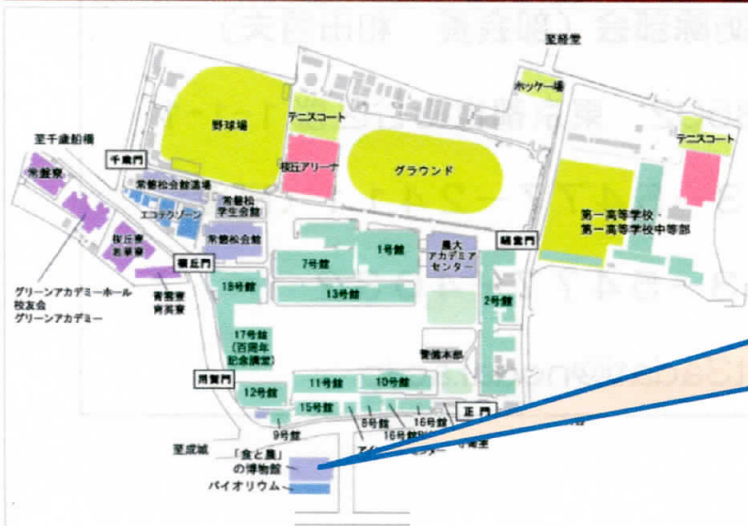 至経堂
ホッケー場
野球場
テニスコート
テニスコート
至千歳船橋
千歳門
桜丘アリーナ
グラウンド
常磐寮
常磐松会館道場
常磐松
学生会館
エコテクゾーン
第一高等学校・
第一高等学校中等部
常磐松会館
桜丘寮
若草寮
桜丘門
1号館
農大
アカデミア
センター
経堂門
7号館
グリーンアカデミーホール
校友会
グリーンアカデミー
青雲寮
18号館
13号館
2号館
17号館
(百周年
記念講堂)
警備本部
用賀門
12号館
11号館
10号館
15号館
正門
8号館
16号館
16号館
9号館
至成城
「食と農」
の博物館
バイオリウム